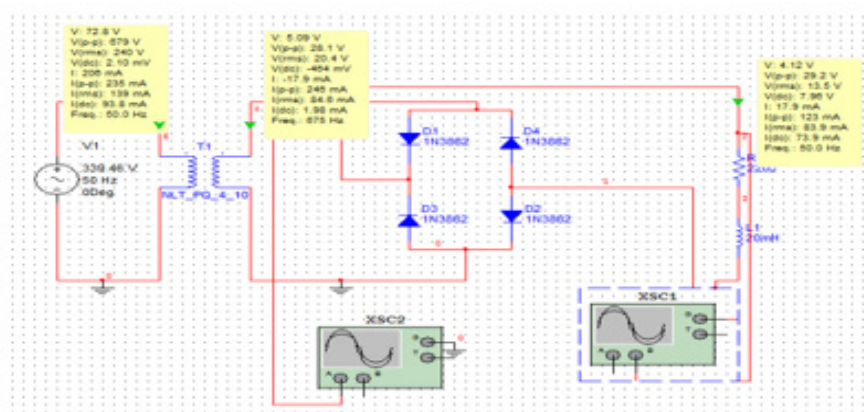 V: 72.8 V
V(p-p): 679 V
V(rms): 240 V
V(dc): 2.10 mV
I: 206 mA
I(p-p): 235 mA
I(rms): 139 mA
I(dc): 93.8 mA
Freq.: 50.0 Hz
V: 5.09 V
V(p-p): 28.1 V
V(rms): 20.4 V
V(dc): -464 mV
I: -17.9 mA
I(p-p): 246 mA
I(rms): 84.6 mA
I(dc): 1.98 mA
Freq.: 675 Hz
V: 4.12 V
V(p-p): 29.2 V
V(rms): 13.5 V
V(dc): 7.96 V
I: 17.9 mA
I(p-p): 123 mA
I(rms): 83.9 mA
I(dc): 73.9 mA
Freq.: 50.0 Hz
V1
339.46 V
50 Hz
0Deg
T1
NLT_PQ_4_10
D1
1N3882
D4
1N3882
D3
1N3882
D2
1N3882
R
L1
20mH
XSC2
G
T
A
B
XSC1
G
T
A
B